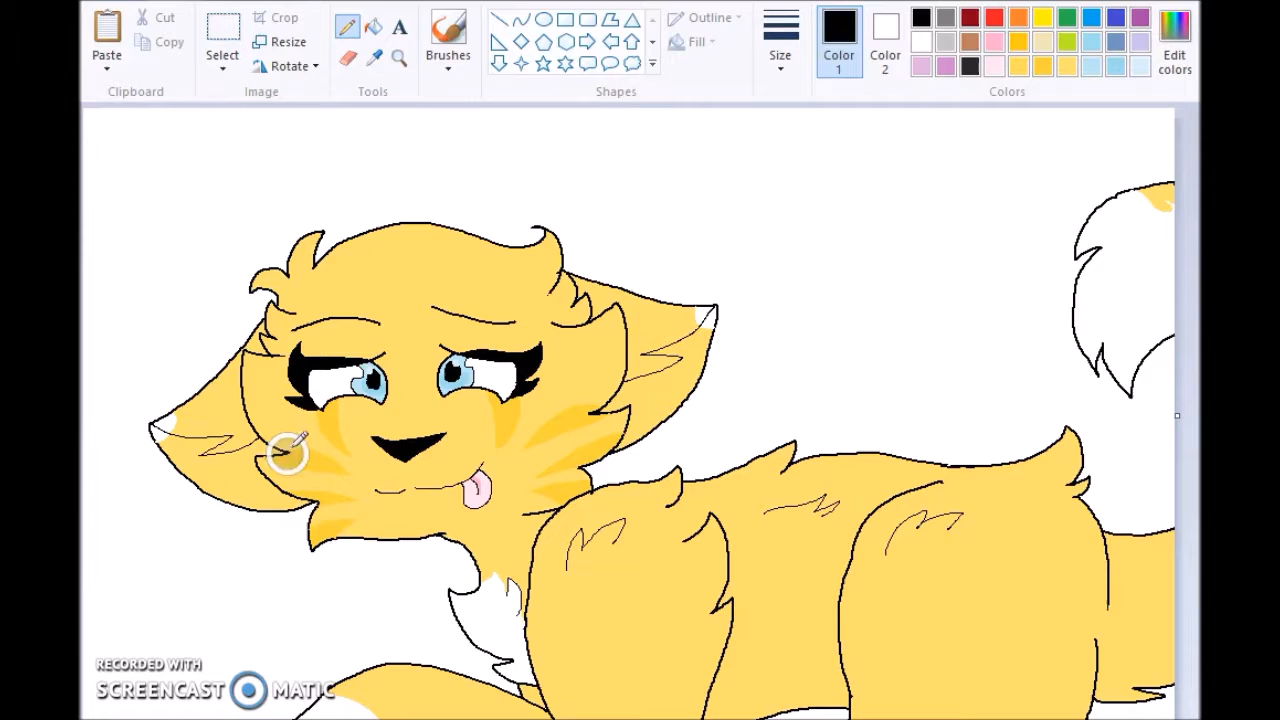 Paste
Cut
Copy
Clipboard
Select
Crop
Resize
Rotate
Image
A
Tools
Brushes
Outline
Fill
Shapes
Size
Color 1
Color 2
Edit colors
Colors
RECORDED WITH
SCREENCAST MATIC